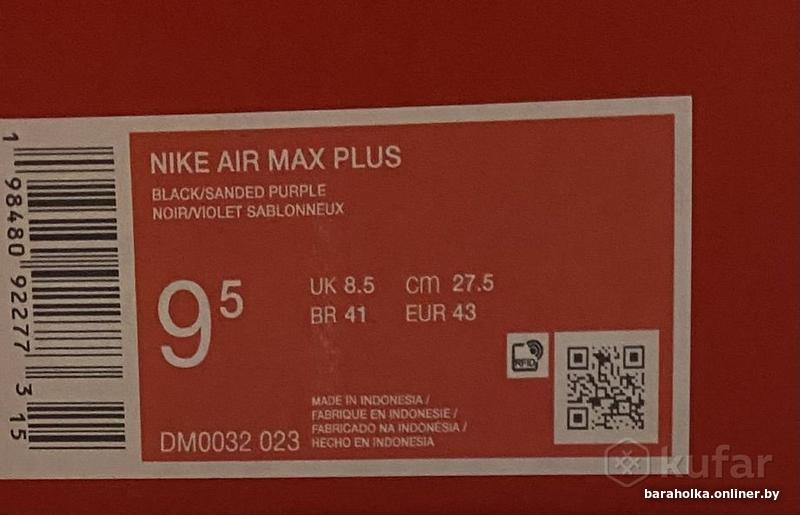 NIKE AIR MAX PLUS
BLACK/SANDED PURPLE
NOIR/VIOLET SABLONNEUX
9⁵
UK 8.5 cm 27.5
BR 41 EUR 43
RFID
MADE IN INDONESIA /
FABRIQUE EN INDONESIE /
FABRICADO NA INDONÉSIA /
HECHO EN INDONESIA
DM0032 023
1 98480 92277 3 15
kufar
baraholka.onliner.by